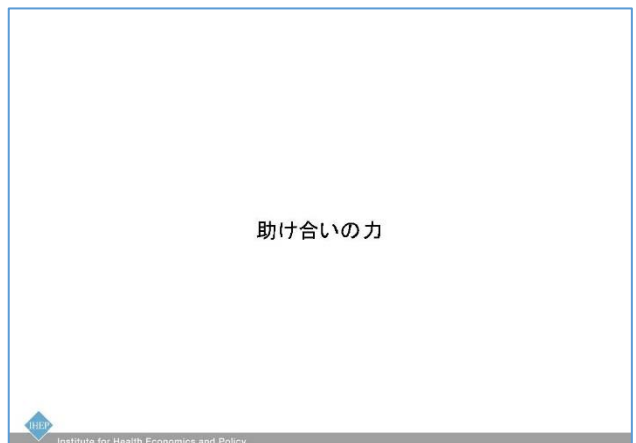 助け合いの力
IHEP
Institute for Health Economics and Policy